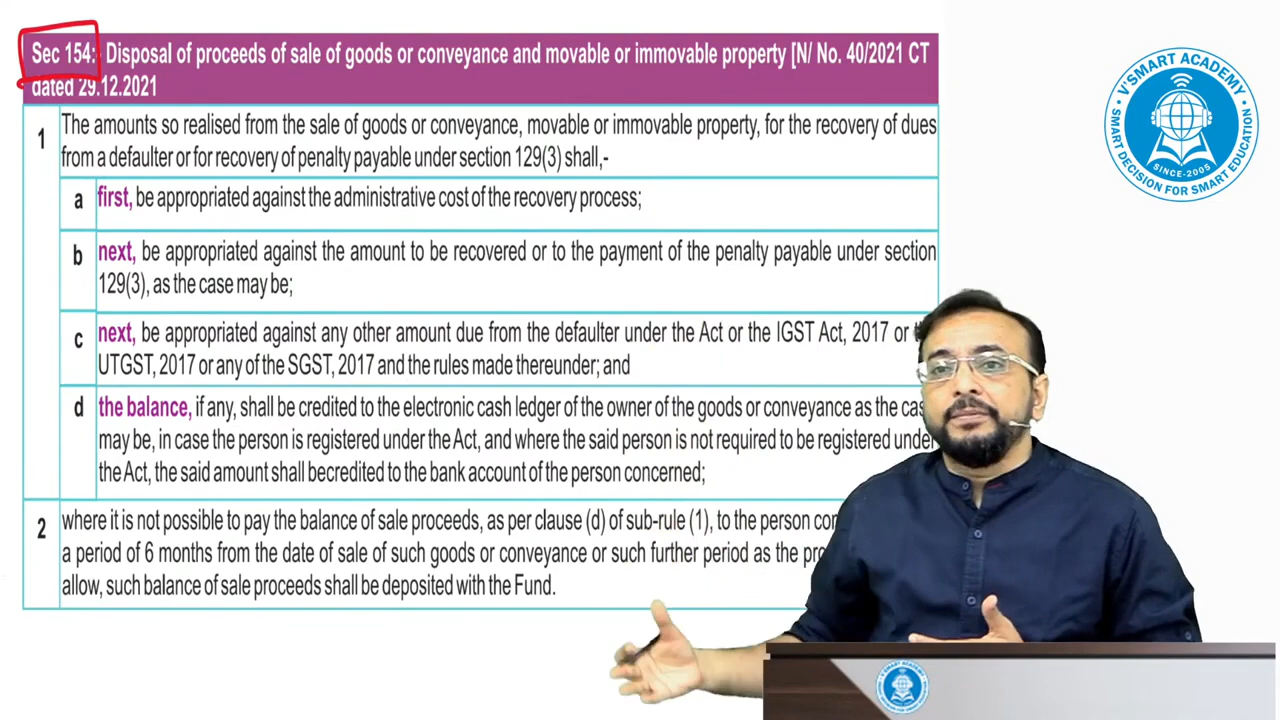 Sec 154: Disposal of proceeds of sale of goods or conveyance and movable or immovable property [N/ No. 40/2021 CT
dated 29.12.2021
1
The amounts so realised from the sale of goods or conveyance, movable or immovable property, for the recovery of dues
from a defaulter or for recovery of penalty payable under section 129(3) shall,-
a first, be appropriated against the administrative cost of the recovery process;
b next, be appropriated against the amount to be recovered or to the payment of the penalty payable under section
129(3), as the case may be;
c next, be appropriated against any other amount due from the defaulter under the Act or the IGST Act, 2017 or
UTGST, 2017 or any of the SGST, 2017 and the rules made thereunder; and
d the balance, if any, shall be credited to the electronic cash ledger of the owner of the goods or conveyance as the
may be, in case the person is registered under the Act, and where the said person is not required to be registered under
the Act, the said amount shall becredited to the bank account of the person concerned;
2
where it is not possible to pay the balance of sale proceeds, as per clause (d) of sub-rule (1), to the person
a period of 6 months from the date of sale of such goods or conveyance or such further period as the
allow, such balance of sale proceeds shall be deposited with the Fund.
V'SMART ACADEMY
SINCE-2005
SMART DECISION FOR SMART EDUCATION